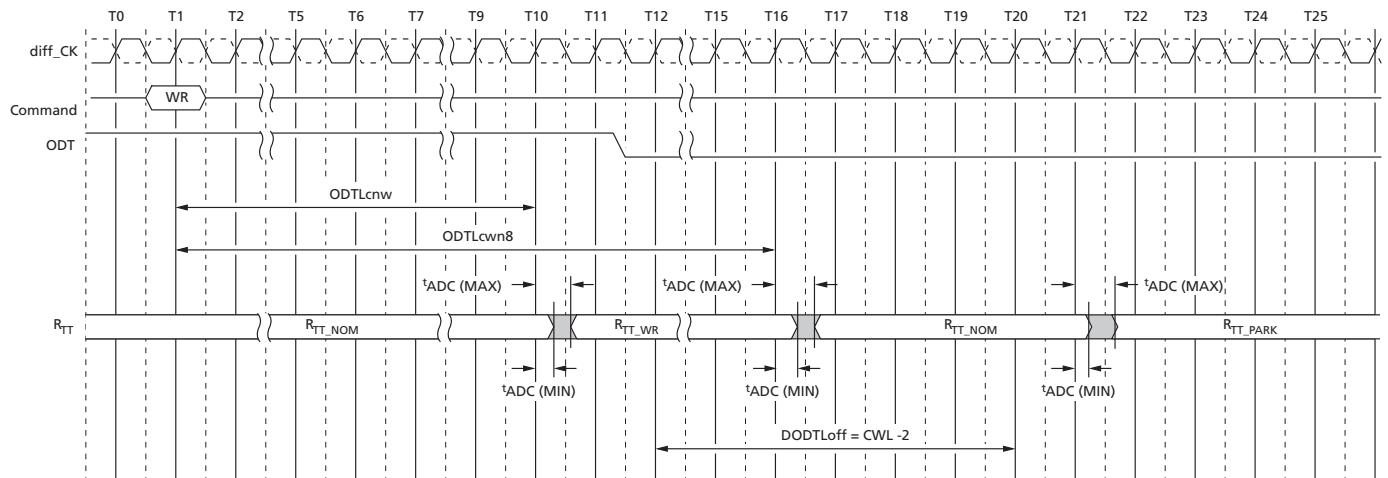 T0 T1 T2 T5 T6 T7 T9 T10 T11 T12 T15 T16 T17 T18 T19 T20 T21 T22 T23 T24 T25
diff_CK
WR
Command
ODT
ODTLcnw
ODTLcwn8
tADC (MAX) tADC (MAX) tADC (MAX)
RTT RTT_NOM RTT_WR RTT_NOM RTT_PARK
tADC (MIN) tADC (MIN) tADC (MIN)
DODTLoff = CWL -2